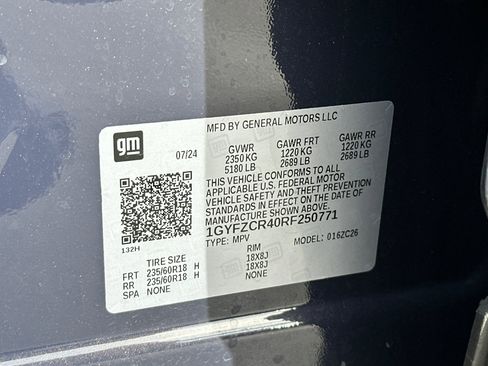 gm
MFD BY GENERAL MOTORS LLC
07/24 GVWR GAWR FRT GAWR RR
2350 KG 1220 KG 1220 KG
5180 LB 2689 LB 2689 LB
THIS VEHICLE CONFORMS TO ALL
APPLICABLE U.S. FEDERAL MOTOR
VEHICLE SAFETY AND THEFT PREVENTION
STANDARDS IN EFFECT ON THE DATE OF
MANUFACTURE SHOWN ABOVE.
1GYFZCR40RF250771
132H TYPE: MPV MODEL: 016ZC26
TIRE SIZE RIM
FRT 235/60R18 H 18X8J
RR 235/60R18 H 18X8J
SPA NONE NONE